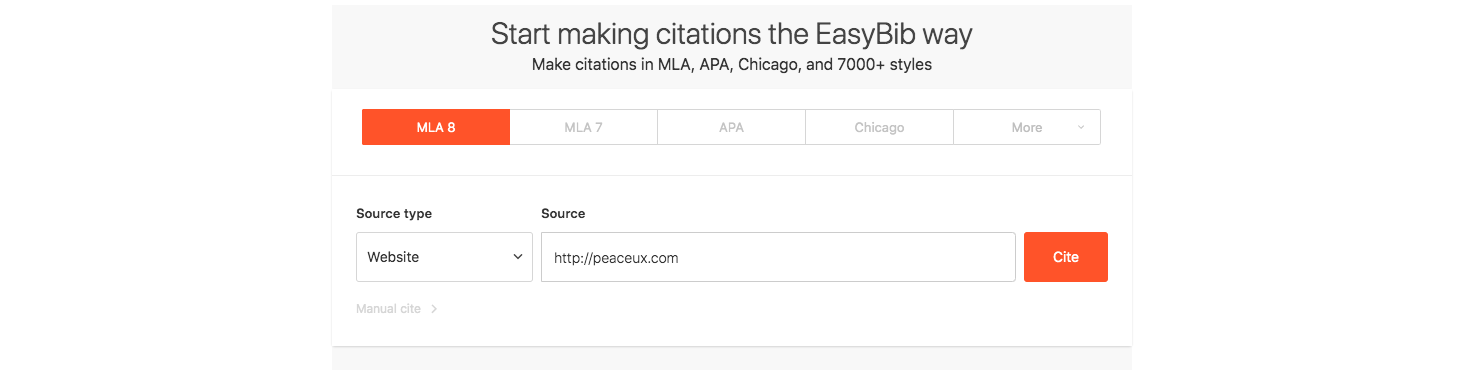 Start making citations the EasyBib way
Make citations in MLA, APA, Chicago, and 7000+ styles
MLA 8 MLA 7 APA Chicago More
Source type Source
Website http://peaceux.com Cite
Manual cite